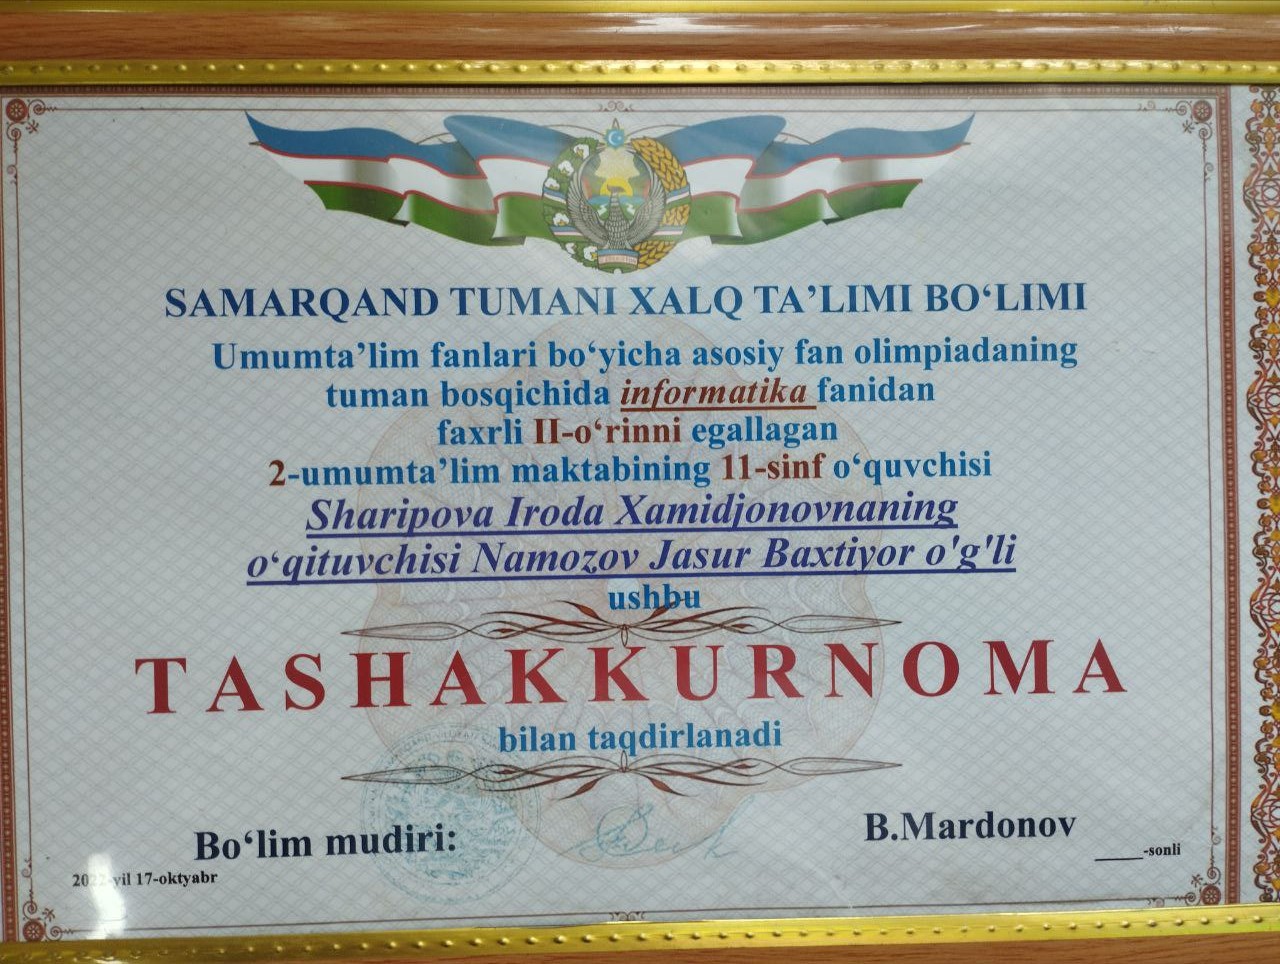 SAMARQAND TUMANI XALQ TA’LIMI BO‘LIMI
Umumta’lim fanlari bo‘yicha asosiy fan olimpiadaning
tuman bosqichida informatika fanidan
faxrli II-o‘rinni egallagan
2-umumta’lim maktabining 11-sinf o‘quvchisi
Sharipova Iroda Xamidjonovnaning
o‘qituvchisi Namozov Jasur Baxtiyor o'g'li
ushbu
TASHAKKURNOMA
bilan taqdirlanadi
Bo‘lim mudiri: B.Mardonov
_____-sonli
2022-yil 17-oktyabr